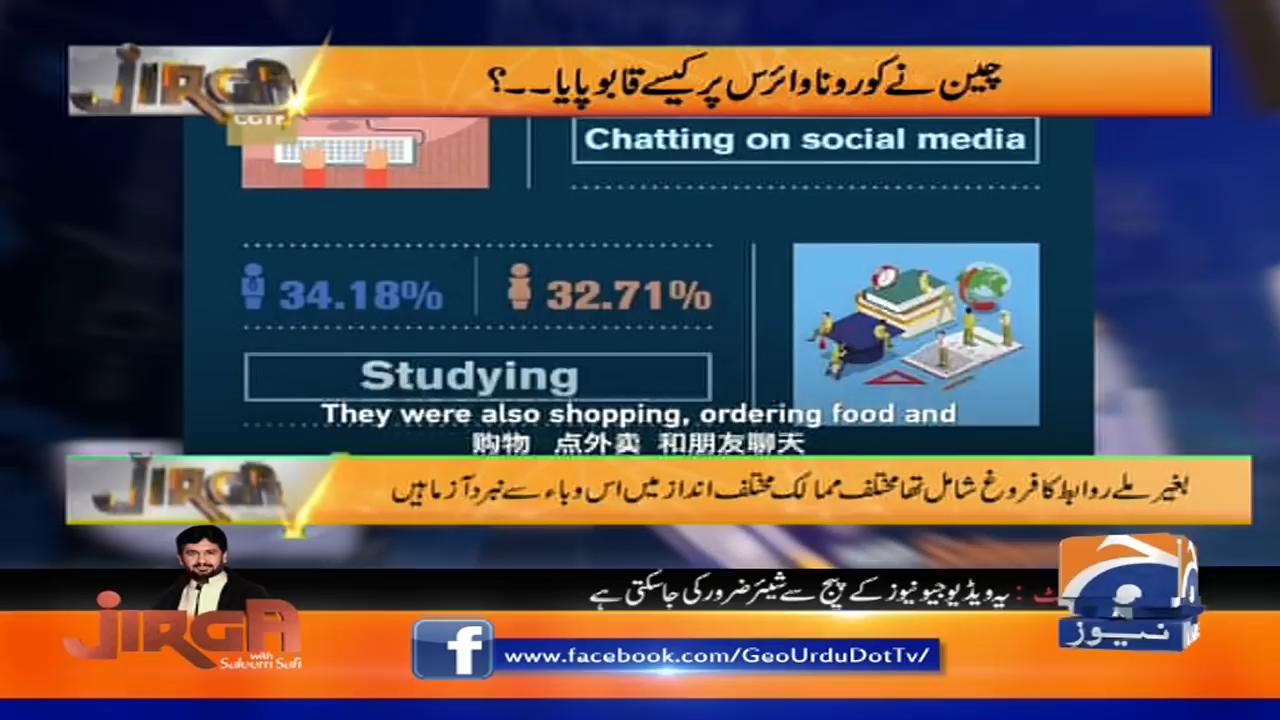 JIRGA
چین نے کورونا وائرس پر کیسے قابو پایا۔۔؟
CGTN
Chatting on social media
34.18%
32.71%
Studying
They were also shopping, ordering food and
购物 点外卖 和朋友聊天
JIRGA
بغیر ملے روابط کا فروغ شامل تھا مختلف ممالک مختلف انداز میں اس وباء سے نبرد آزما ہیں
: یہ ویڈیو جیو نیوز کے پیج سے شیئر ضرور کی جاسکتی ہے
JIRGA
with
Saleem Safi
f
www.facebook.com/GeoUrduDotTv/
نیوز